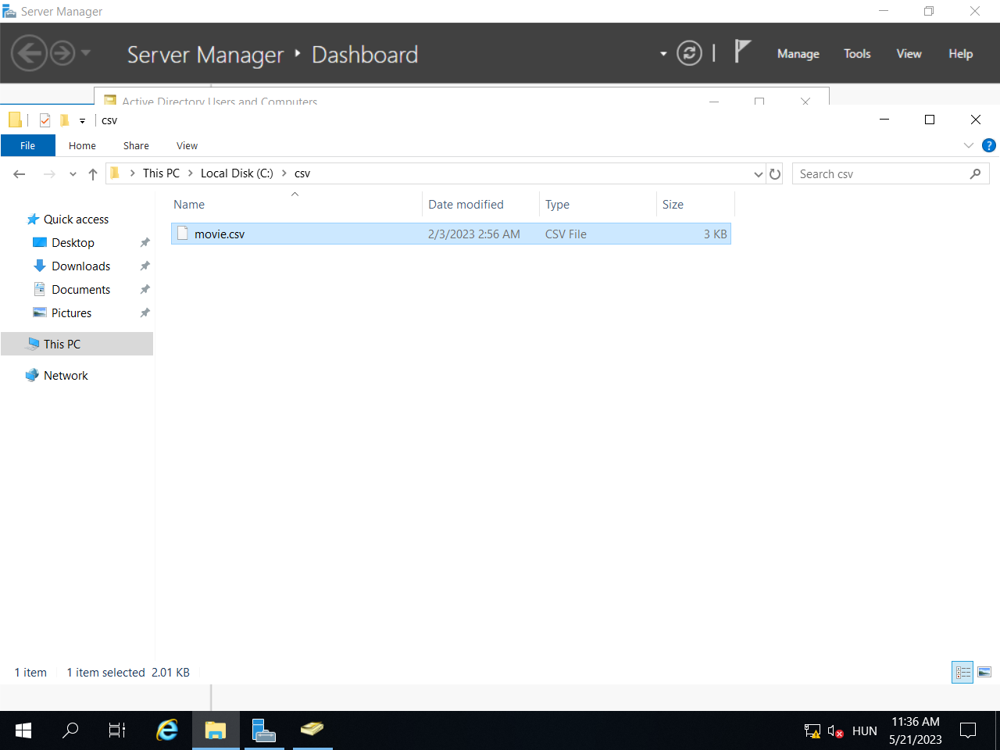 Server Manager
Server Manager Dashboard
Manage Tools View Help
Active Directory Users and Computers
csv
File Home Share View
This PC Local Disk (C:) csv
Search csv
Name Date modified Type Size
movie.csv 2/3/2023 2:56 AM CSV File 3 KB
Quick access
Desktop
Downloads
Documents
Pictures
This PC
Network
1 item 1 item selected 2.01 KB
HUN
11:36 AM
5/21/2023